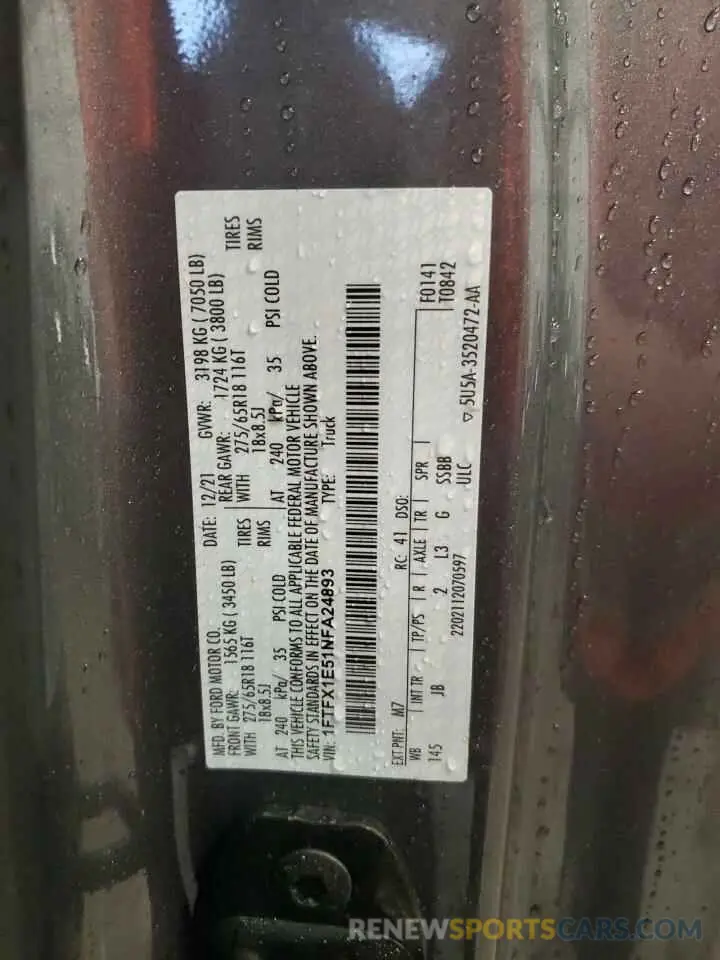 MFD. BY FORD MOTOR CO.
DATE: 12/21 GVWR: 3198 KG ( 7050 LB)
FRONT GAWR: 1565 KG ( 3450 LB)
REAR GAWR: 1724 KG ( 3800 LB)
WITH 275/65R18 116T TIRES
WITH 275/65R18 116T TIRES
18x8.5J RIMS
18x8.5J RIMS
AT 240 kPa/ 35 PSI COLD
AT 240 kPa/ 35 PSI COLD
THIS VEHICLE CONFORMS TO ALL APPLICABLE FEDERAL MOTOR VEHICLE
SAFETY STANDARDS IN EFFECT ON THE DATE OF MANUFACTURE SHOWN ABOVE.
VIN: 1FTFX1E51NFA24893 TYPE: Truck
EXT PNT: M7 RC: 41 DSO: F0141
WB INT TR TP/PS R AXLE TR SPR T0842
145 JB 2 L3 G SSBB
2202112070597 ULC ▽ 5U5A-3520472-AA
RENEWSPORTSCARS.COM